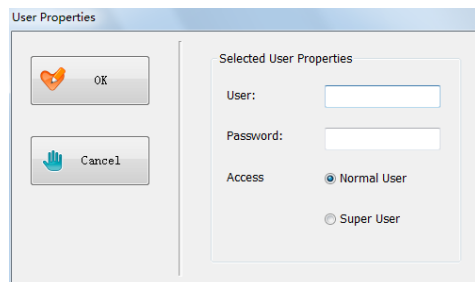 User Properties
OK
Cancel
Selected User Properties
User:
Password:
Access
Normal User
Super User